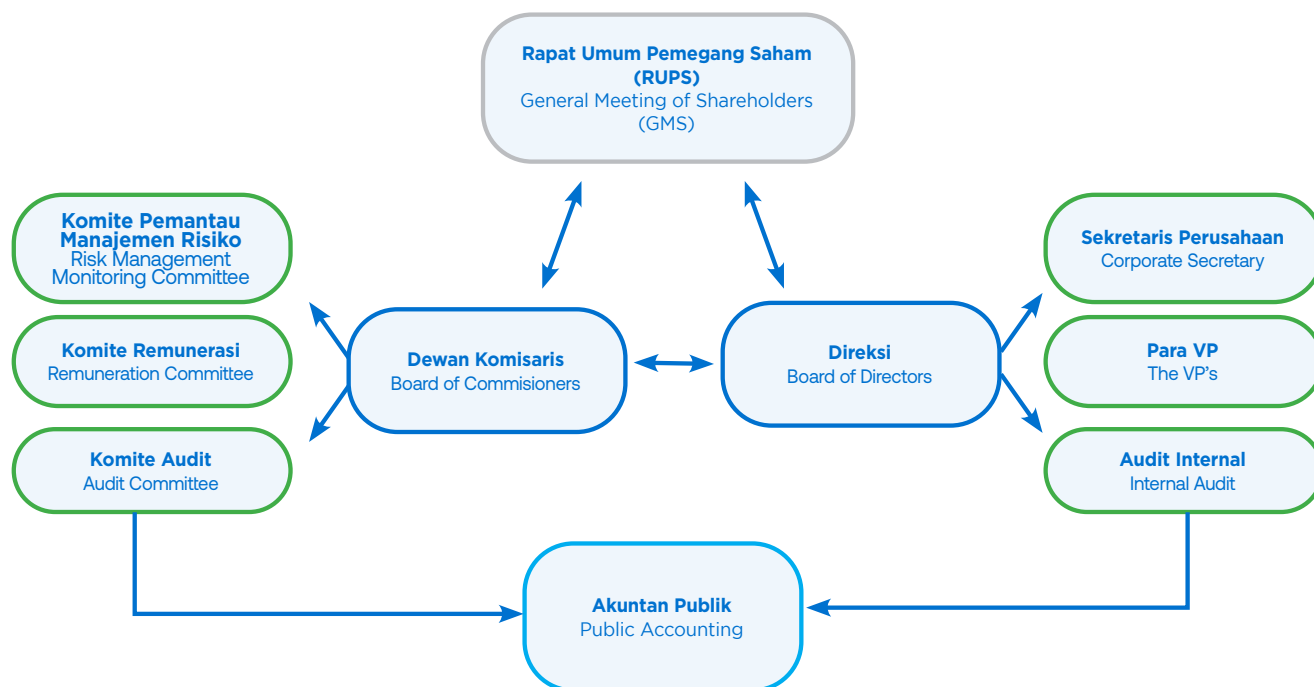 Rapat Umum Pemegang Saham
(RUPS)
General Meeting of Shareholders
(GMS)
Komite Pemantau
Manajemen Risiko
Risk Management
Monitoring Committee
Sekretaris Perusahaan
Corporate Secretary
Komite Remunerasi
Remuneration Committee
Dewan Komisaris
Board of Commisioners
Direksi
Board of Directors
Para VP
The VP's
Komite Audit
Audit Committee
Audit Internal
Internal Audit
Akuntan Publik
Public Accounting